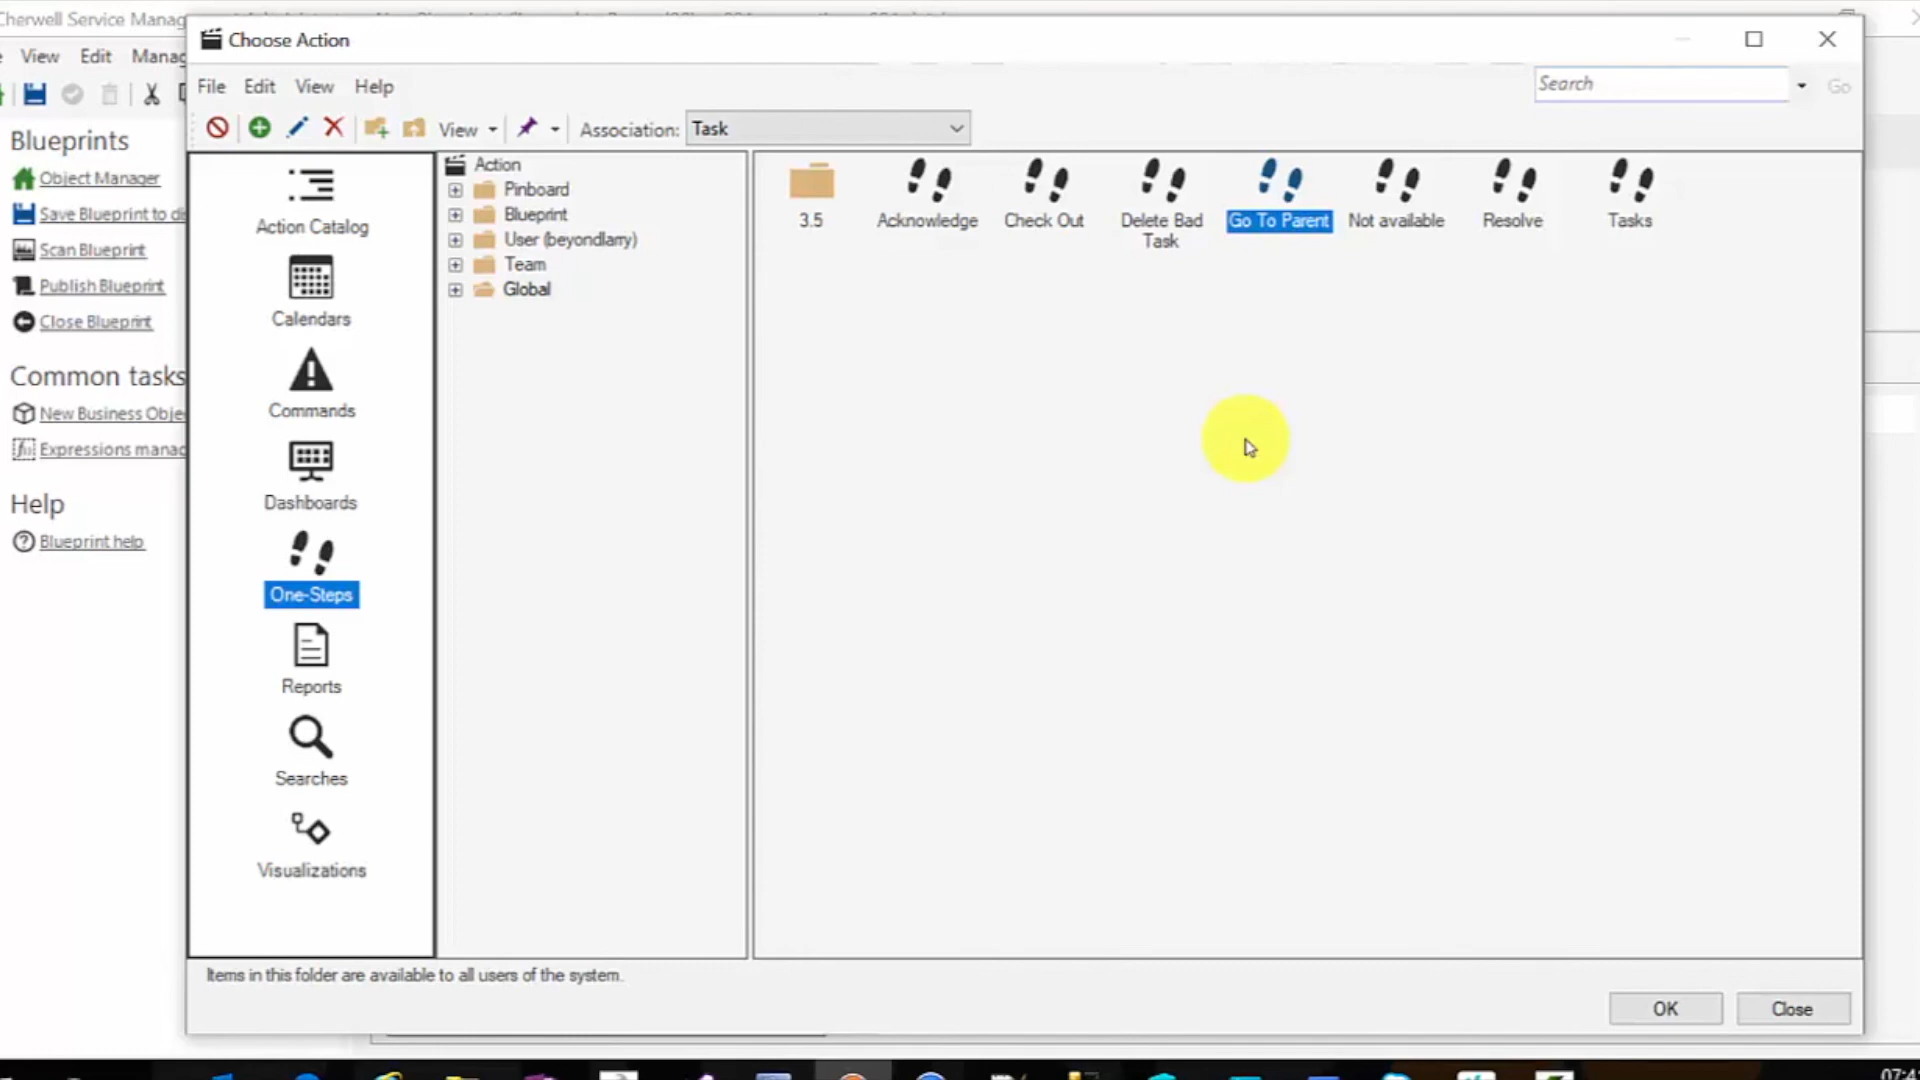 Cherwell Service Manag
Choose Action
View Edit Manag
File Edit View Help
Search
Go
View
Association:
Task
Blueprints
Object Manager
Save Blueprint to di
Scan Blueprint
Publish Blueprint
Close Blueprint
Common tasks
New Business Obje
Expressions manag
Help
Blueprint help
Action Catalog
Calendars
Commands
Dashboards
One-Steps
Reports
Searches
Visualizations
Action
Pinboard
Blueprint
User (beyondlarry)
Team
Global
3.5
Acknowledge
Check Out
Delete Bad
Task
Go To Parent
Not available
Resolve
Tasks
Items in this folder are available to all users of the system.
OK
Close